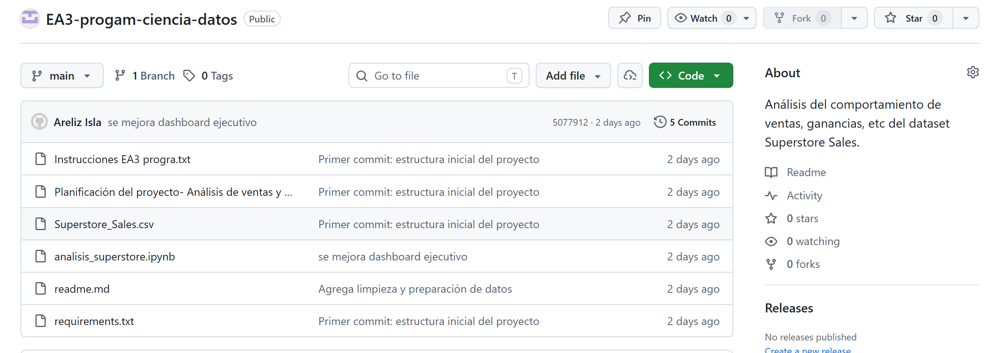 EA3-progam-ciencia-datos Public Pin Watch 0 Fork 0 Star 0
main 1 Branch 0 Tags Go to file T Add file Code
Areliz Isla se mejora dashboard ejecutivo 5077912 · 2 days ago 5 Commits
Instrucciones EA3 progra.txt Primer commit: estructura inicial del proyecto 2 days ago
Planificación del proyecto- Análisis de ventas y ... Primer commit: estructura inicial del proyecto 2 days ago
Superstore_Sales.csv Primer commit: estructura inicial del proyecto 2 days ago
analisis_superstore.ipynb se mejora dashboard ejecutivo 2 days ago
readme.md Agrega limpieza y preparación de datos 2 days ago
requirements.txt Primer commit: estructura inicial del proyecto 2 days ago
About
Análisis del comportamiento de
ventas, ganancias, etc del dataset
Superstore Sales.
Readme
Activity
0 stars
0 watching
0 forks
Releases
No releases published
Create a new release